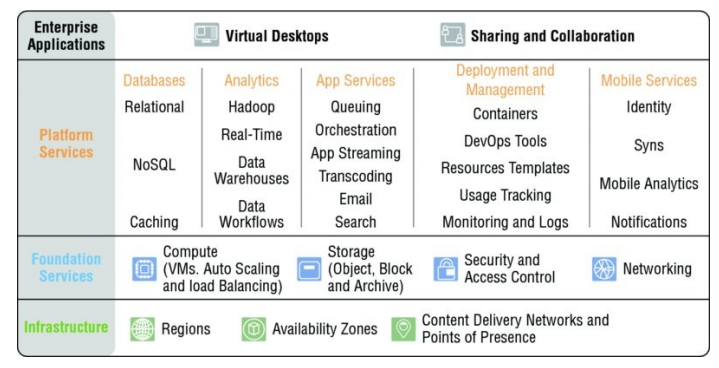 Enterprise
Applications
Virtual Desktops
Sharing and Collaboration
Platform
Services
Databases
Relational
NoSQL
Caching
Analytics
Hadoop
Real-Time
Data
Warehouses
Data
Workflows
App Services
Queuing
Orchestration
App Streaming
Transcoding
Email
Search
Deployment and
Management
Containers
DevOps Tools
Resources Templates
Usage Tracking
Monitoring and Logs
Mobile Services
Identity
Syns
Mobile Analytics
Notifications
Foundation
Services
Compute
(VMs. Auto Scaling
and load Balancing)
Storage
(Object, Block
and Archive)
Security and
Access Control
Networking
Infrastructure
Regions
Availability Zones
Content Delivery Networks and
Points of Presence